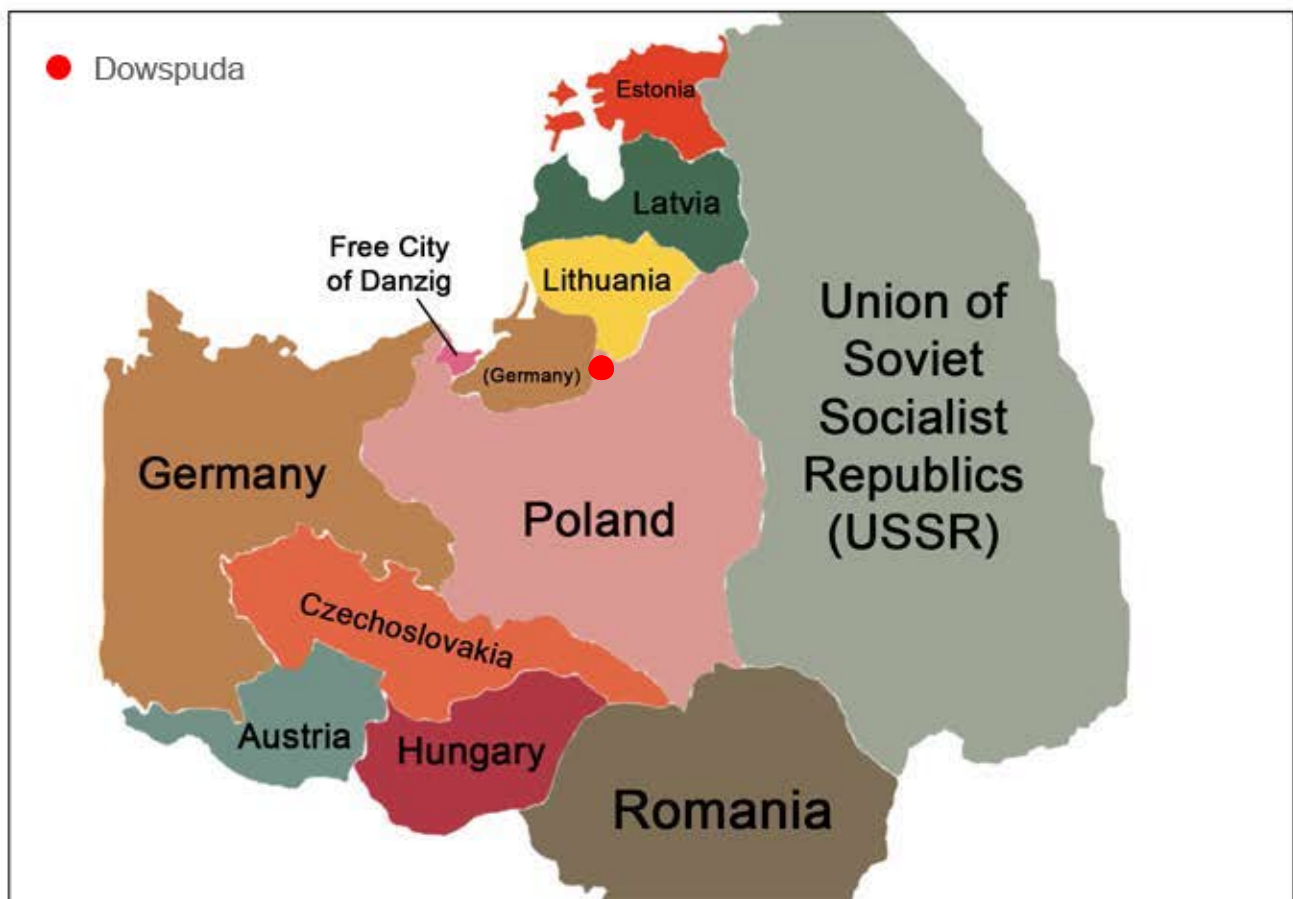 Dowspuda
Estonia
Latvia
Free City
of Danzig
Lithuania
(Germany)
Germany
Poland
Union of
Soviet
Socialist
Republics
(USSR)
Czechoslovakia
Austria
Hungary
Romania